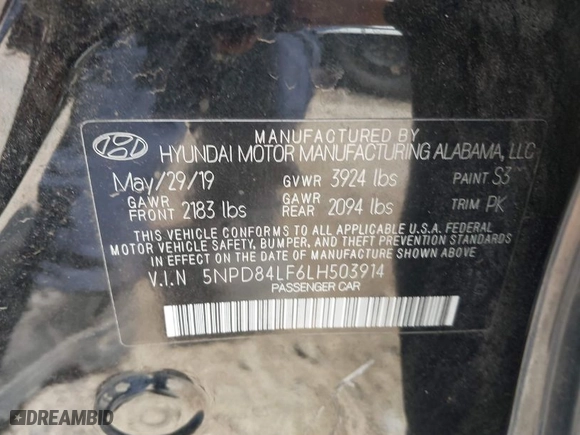 MANUFACTURED BY
HYUNDAI MOTOR MANUFACTURING ALABAMA, LLC
May/29/19 GVWR 3924 lbs PAINT S3
GAWR FRONT 2183 lbs GAWR REAR 2094 lbs TRIM PK
THIS VEHICLE CONFORMS TO ALL APPLICABLE U.S.A. FEDERAL
MOTOR VEHICLE SAFETY, BUMPER, AND THEFT PREVENTION STANDARDS
IN EFFECT ON THE DATE OF MANUFACTURE SHOWN ABOVE.
V.I.N 5NPD84LF6LH503914
PASSENGER CAR
DREAMBID